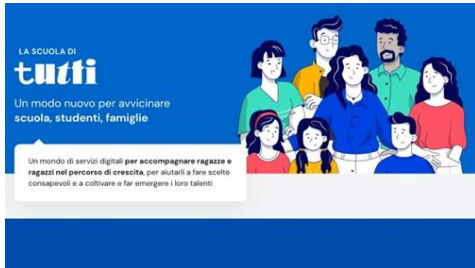 LA SCUOLA DI
tutti
Un modo nuovo per avvicinare
scuola, studenti, famiglie
Un mondo di servizi digitali per accompagnare ragazze e
ragazzi nel percorso di crescita, per aiutarli a fare scelte
consapevoli e a coltivare e far emergere i loro talenti